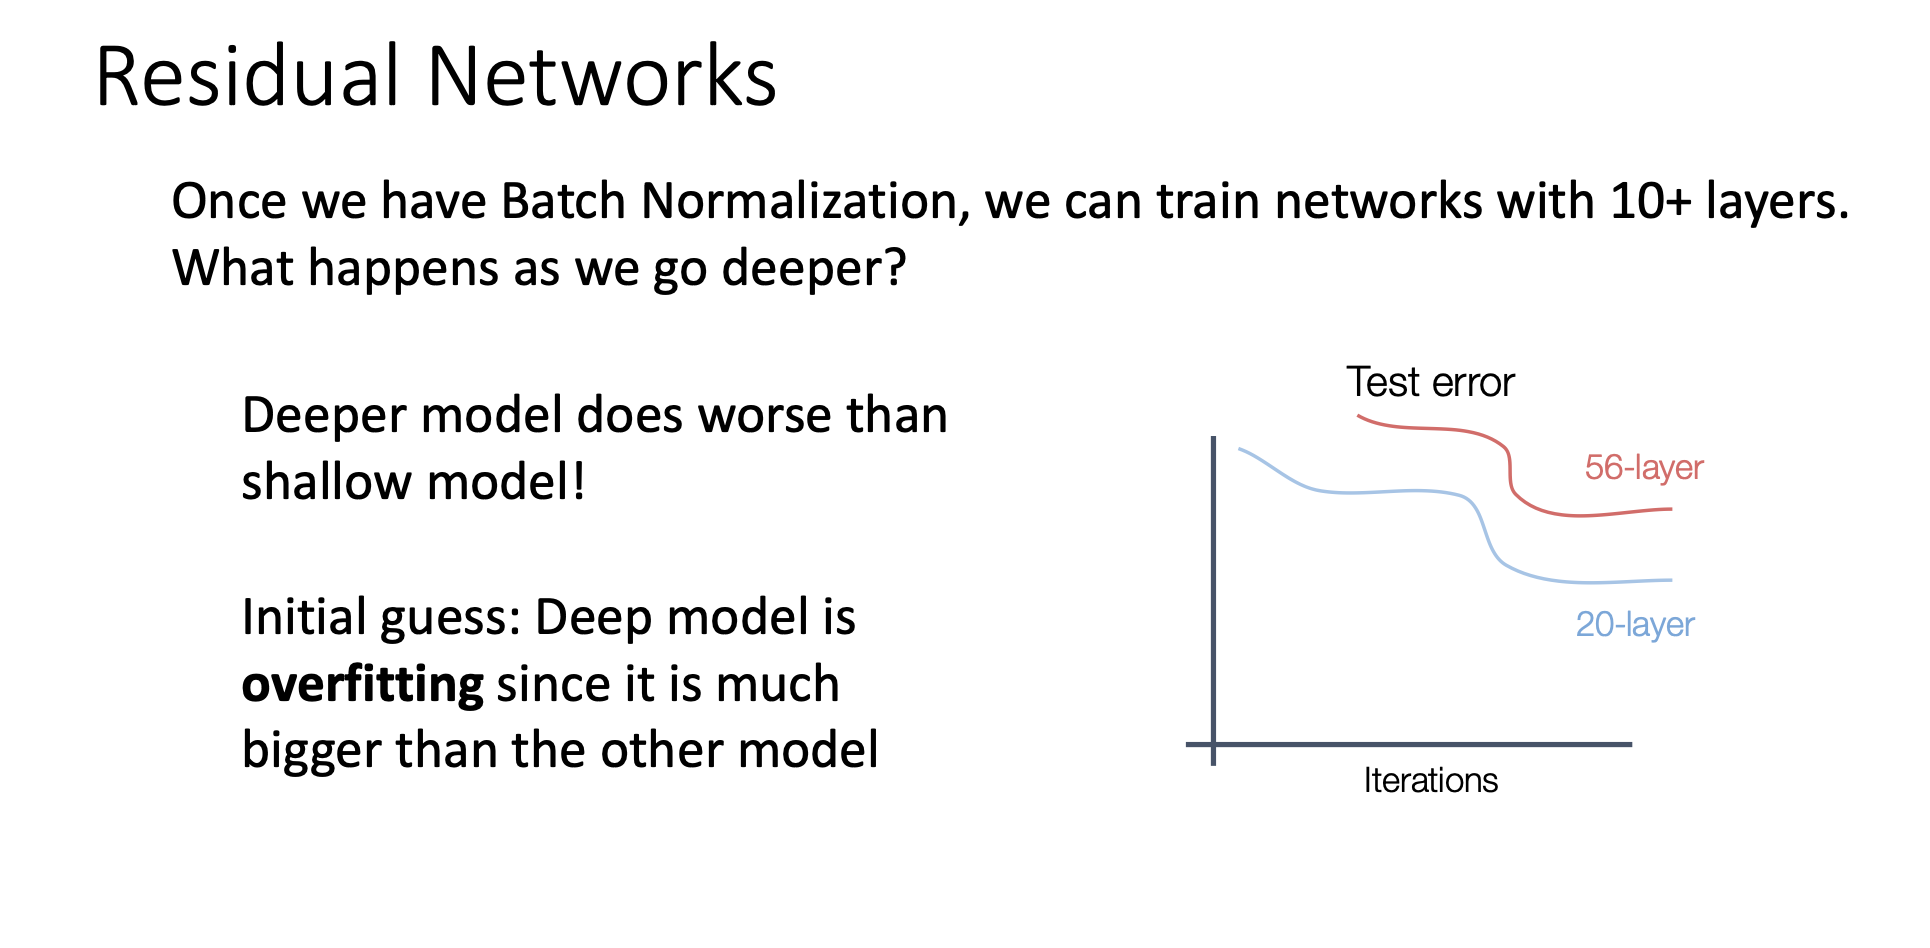 Residual Networks
Once we have Batch Normalization, we can train networks with 10+ layers.
What happens as we go deeper?
Deeper model does worse than
shallow model!
Initial guess: Deep model is
overfitting since it is much
bigger than the other model
Test error
56-layer
20-layer
Iterations